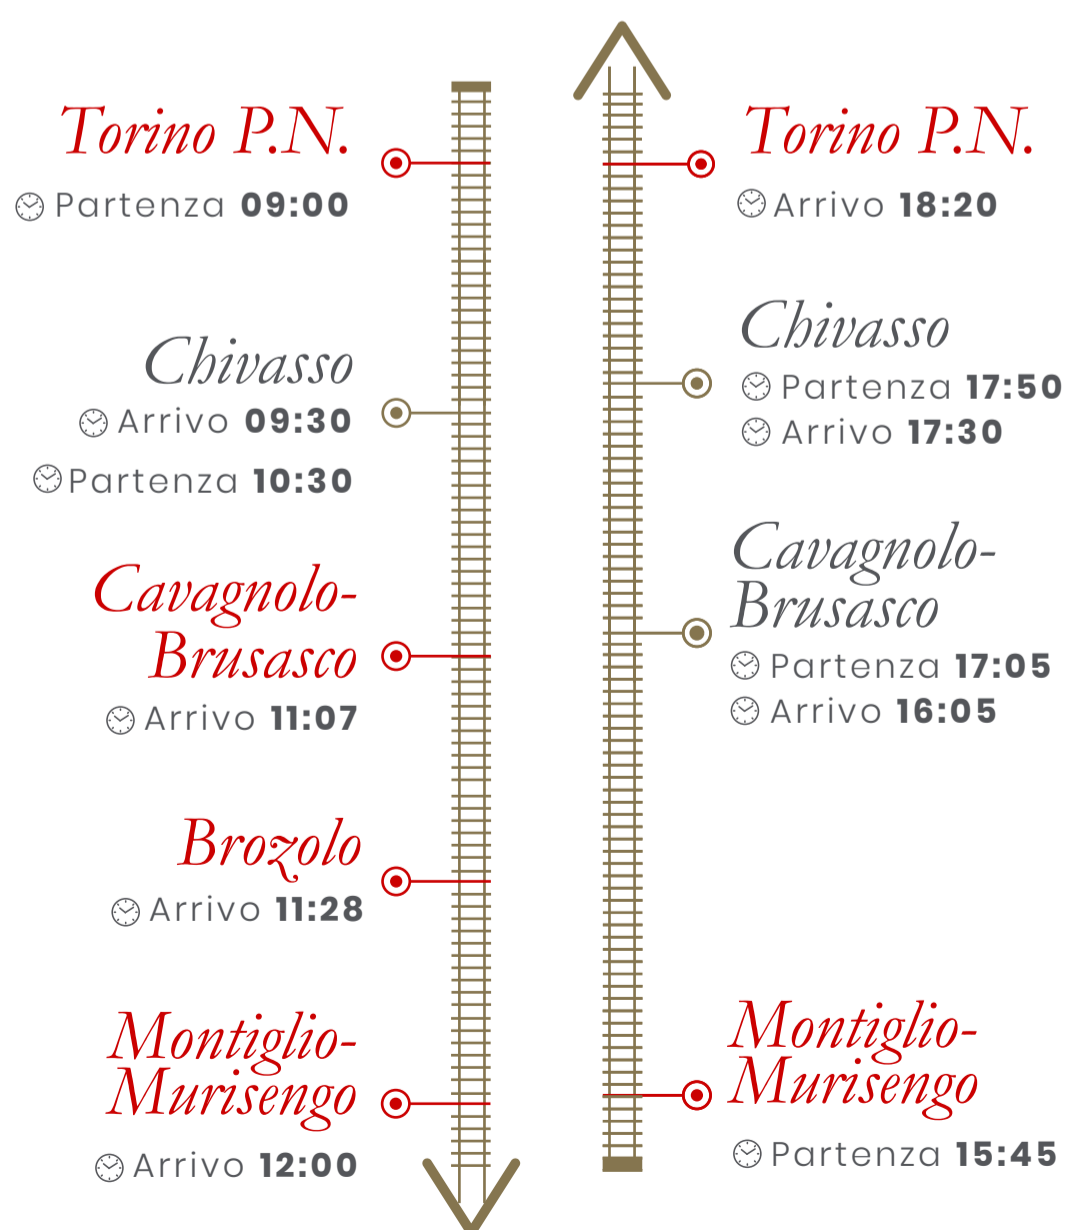 Torino P.N.
Partenza 09:00
Chivasso
Arrivo 09:30
Partenza 10:30
Cavagnolo-
Brusasco
Arrivo 11:07
Brozolo
Arrivo 11:28
Montiglio-
Murisengo
Arrivo 12:00
Torino P.N.
Arrivo 18:20
Chivasso
Partenza 17:50
Arrivo 17:30
Cavagnolo-
Brusasco
Partenza 17:05
Arrivo 16:05
Montiglio-
Murisengo
Partenza 15:45